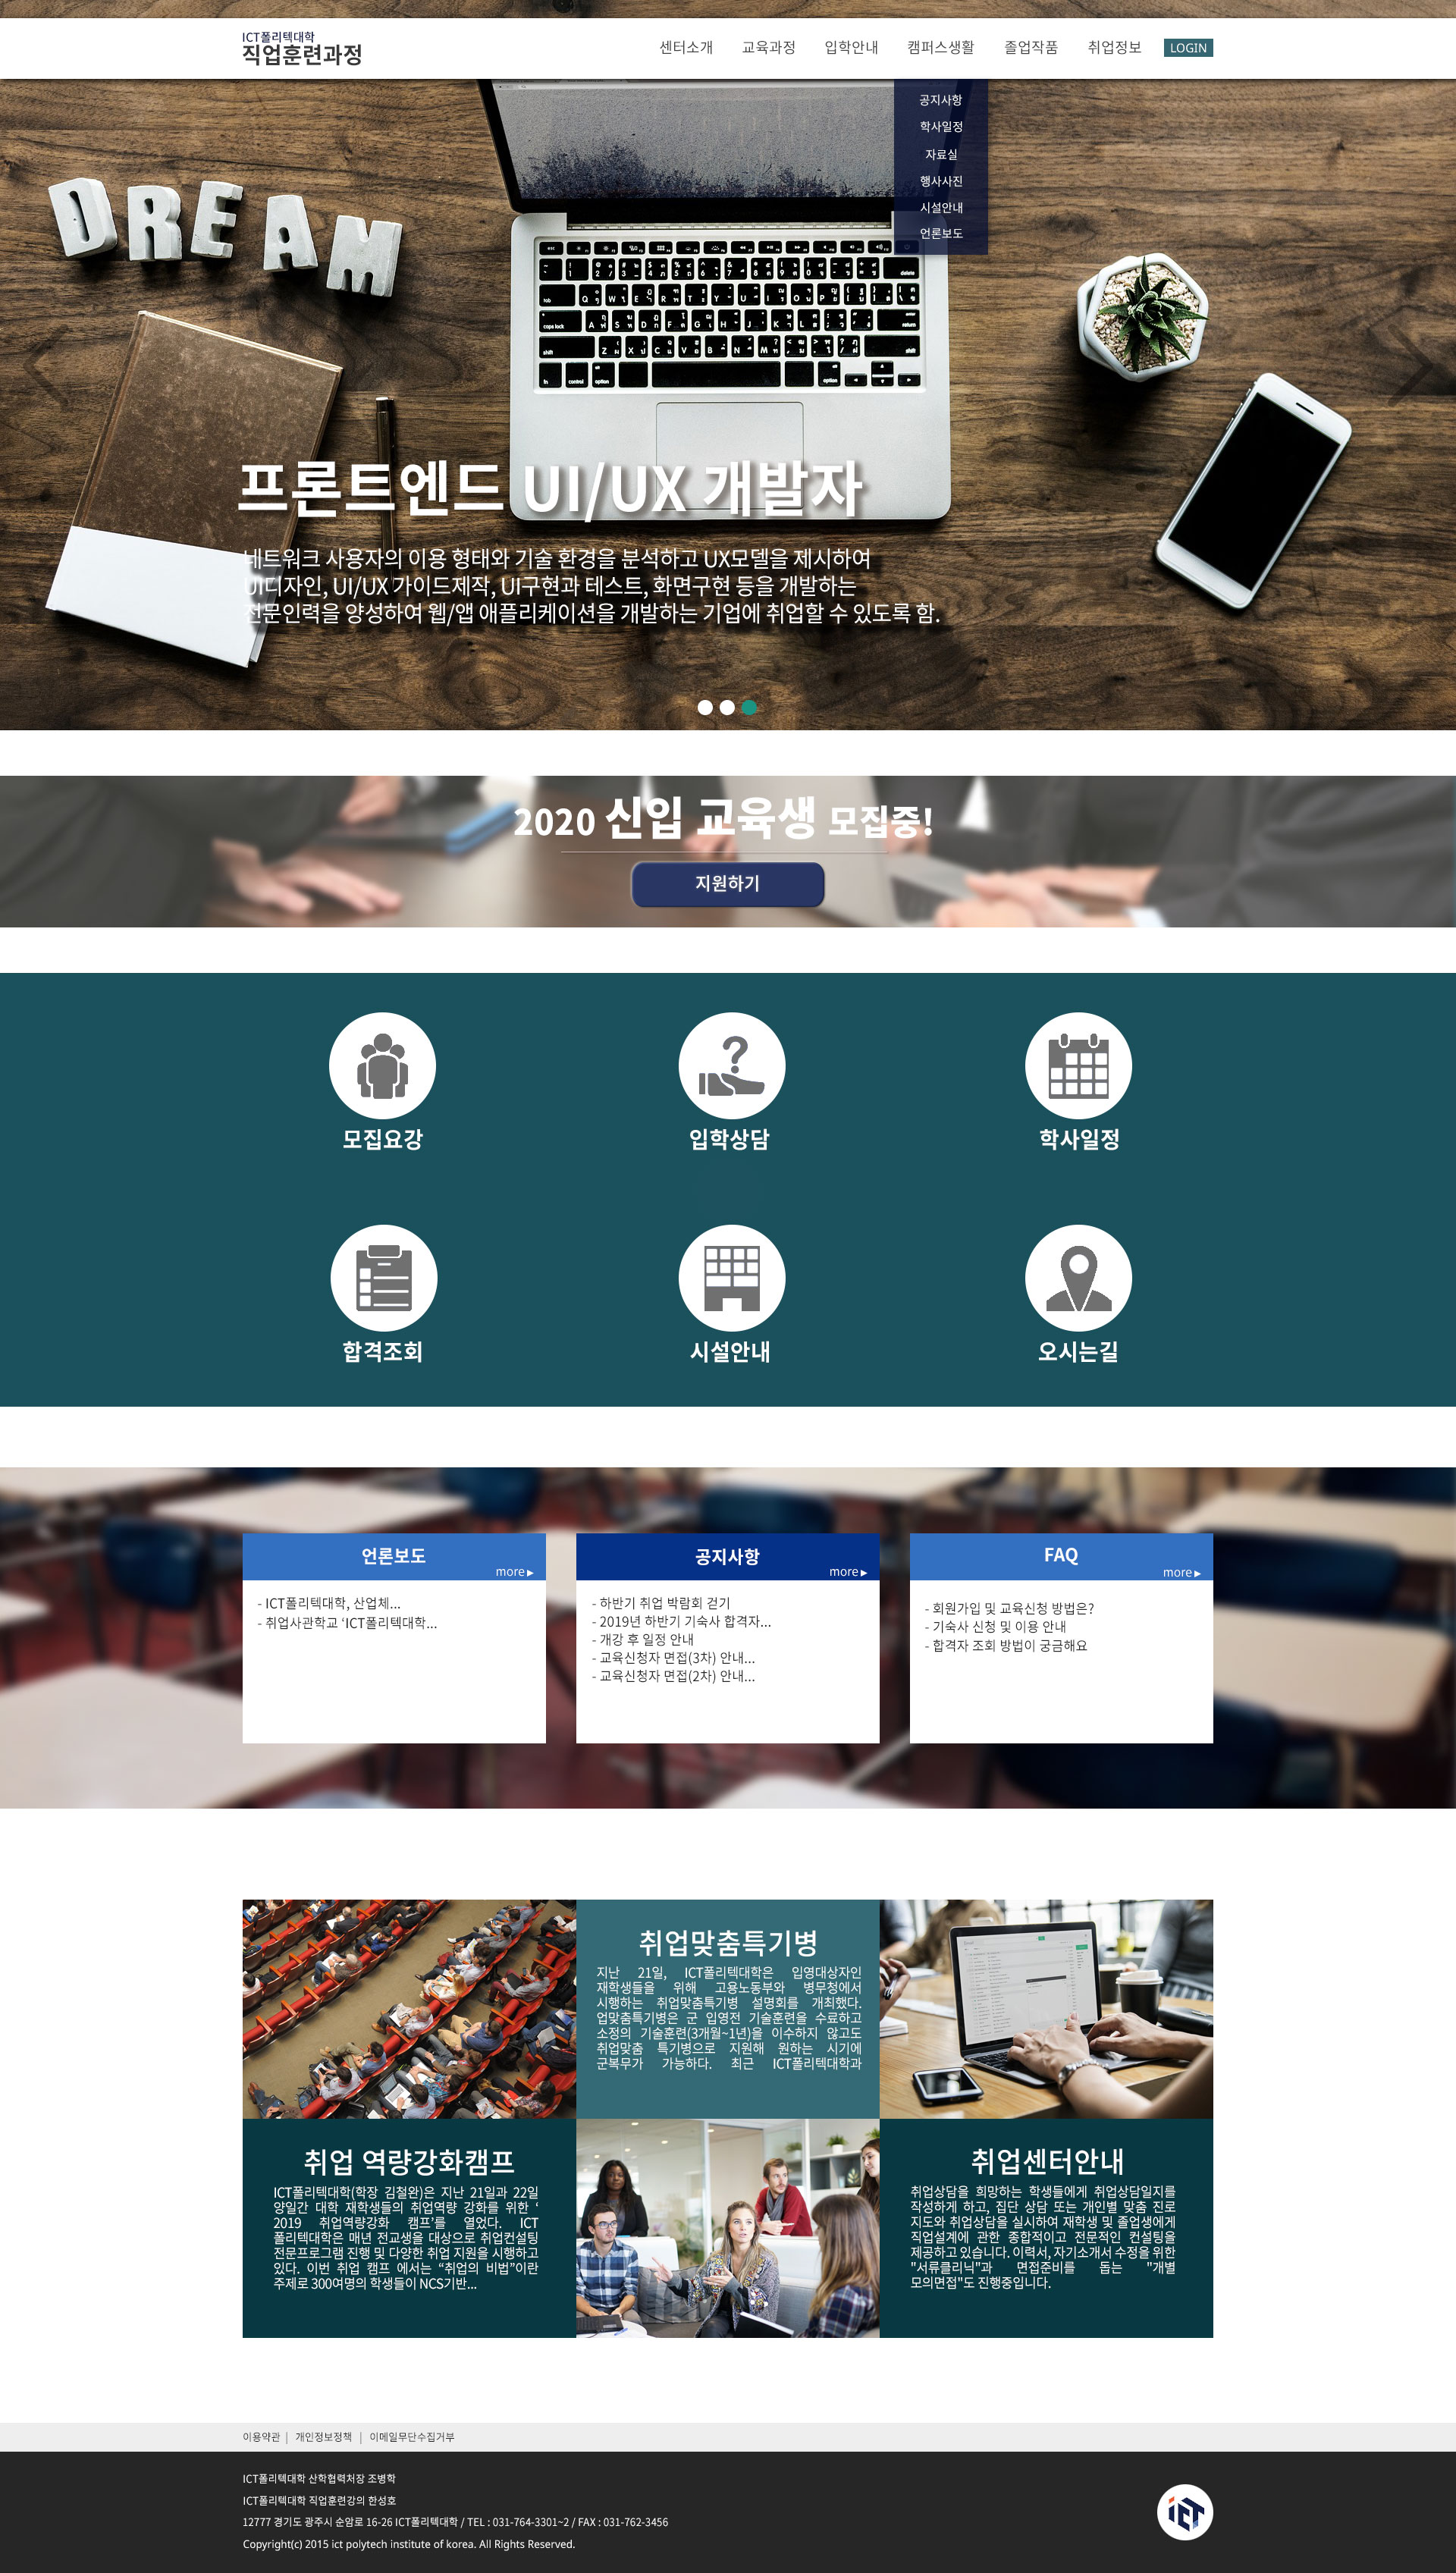 ICT폴리텍대학
직업훈련과정
센터소개 교육과정 입학안내 캠퍼스생활 졸업작품 취업정보 LOGIN
공지사항
학사일정
자료실
행사사진
시설안내
언론보도
DREAM
프론트엔드 UI/UX 개발자
네트워크 사용자의 이용 형태와 기술 환경을 분석하고 UX모델을 제시하여
UI디자인, UI/UX 가이드제작, UI구현과 테스트, 화면구현 등을 개발하는
전문인력을 양성하여 웹/앱 애플리케이션을 개발하는 기업에 취업할 수 있도록 함.
2020 신입 교육생 모집중!
지원하기
모집요강
입학상담
학사일정
합격조회
시설안내
오시는길
언론보도
more ▶
- ICT폴리텍대학, 산업체...
- 취업사관학교 ‘ICT폴리텍대학...
공지사항
more ▶
- 하반기 취업 박람회 걷기
- 2019년 하반기 기숙사 합격자...
- 개강 후 일정 안내
- 교육신청자 면접(3차) 안내...
- 교육신청자 면접(2차) 안내...
FAQ
more ▶
- 회원가입 및 교육신청 방법은?
- 기숙사 신청 및 이용 안내
- 합격자 조회 방법이 궁금해요
취업맞춤특기병
지난 21일, ICT폴리텍대학은 입영대상자인
재학생들을 위해 고용노동부와 병무청에서
시행하는 취업맞춤특기병 설명회를 개최했다.
업맞춤특기병은 군 입영전 기술훈련을 수료하고
소정의 기술훈련(3개월~1년)을 이수하지 않고도
취업맞춤 특기병으로 지원해 원하는 시기에
군복무가 가능하다. 최근 ICT폴리텍대학과
취업 역량강화캠프
ICT폴리텍대학(학장 김철완)은 지난 21일과 22일
양일간 대학 재학생들의 취업역량 강화를 위한 ‘
2019 취업역량강화 캠프’를 열었다. ICT
폴리텍대학은 매년 전교생을 대상으로 취업컨설팅
전문프로그램 진행 및 다양한 취업 지원을 시행하고
있다. 이번 취업 캠프 에서는 “취업의 비법”이란
주제로 300여명의 학생들이 NCS기반...
취업센터안내
취업상담을 희망하는 학생들에게 취업상담일지를
작성하게 하고, 집단 상담 또는 개인별 맞춤 진로
지도와 취업상담을 실시하여 재학생 및 졸업생에게
직업설계에 관한 종합적이고 전문적인 컨설팅을
제공하고 있습니다. 이력서, 자기소개서 수정을 위한
"서류클리닉"과 면접준비를 돕는 "개별
모의면접"도 진행중입니다.
이용약관 | 개인정보정책 | 이메일무단수집거부
ICT폴리텍대학 산학협력처장 조병학
ICT폴리텍대학 직업훈련강의 한성호
12777 경기도 광주시 순암로 16-26 ICT폴리텍대학 / TEL : 031-764-3301~2 / FAX : 031-762-3456
Copyright(c) 2015 ict polytech institute of korea. All Rights Reserved.
iCT